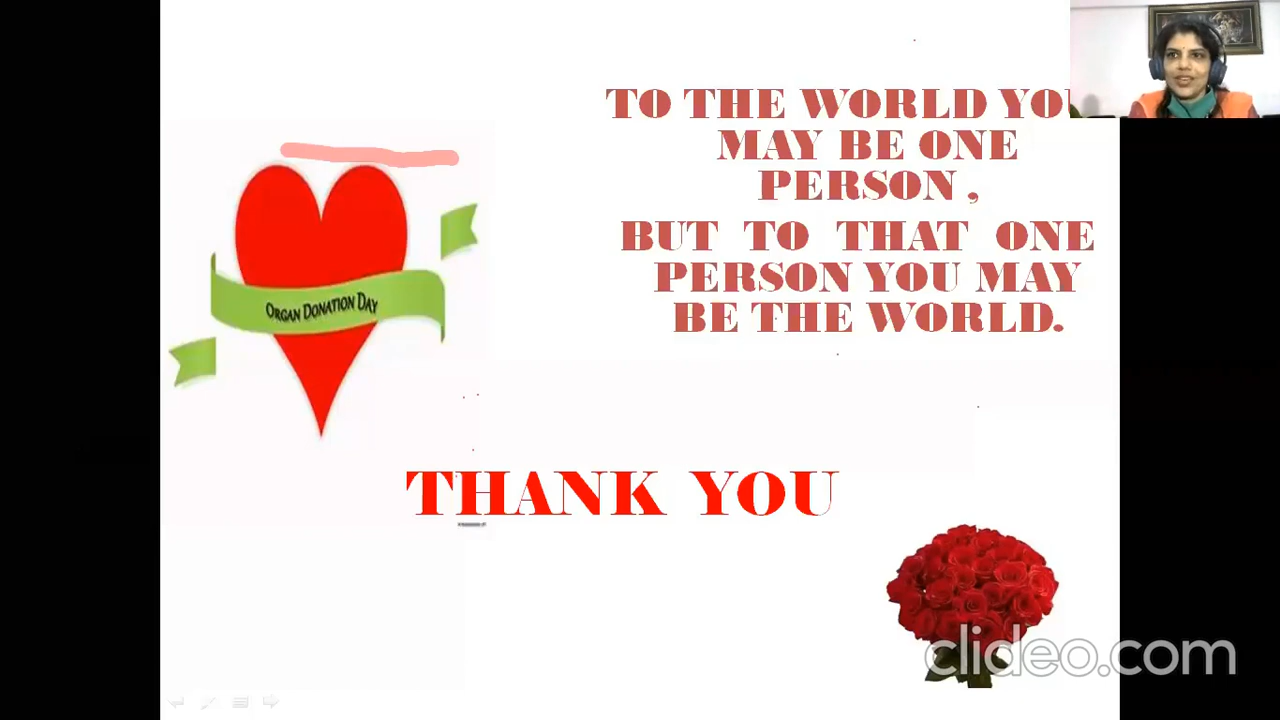 TO THE WORLD YOU
MAY BE ONE
PERSON ,
BUT TO THAT ONE
PERSON YOU MAY
BE THE WORLD.
ORGAN DONATION DAY
THANK YOU
clideo.com